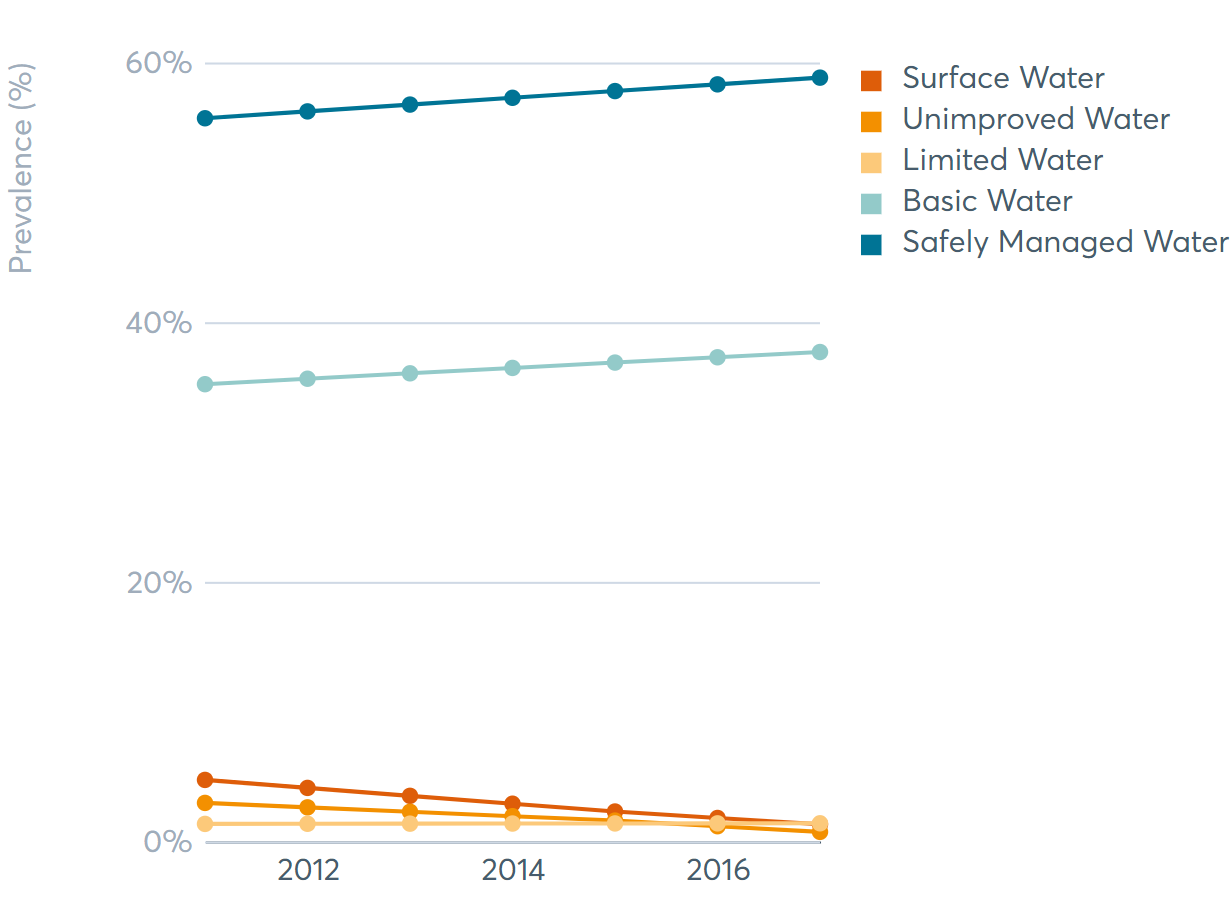 Prevalence (%)
60%
40%
20%
0%
2012
2014
2016
Surface Water
Unimproved Water
Limited Water
Basic Water
Safely Managed Water